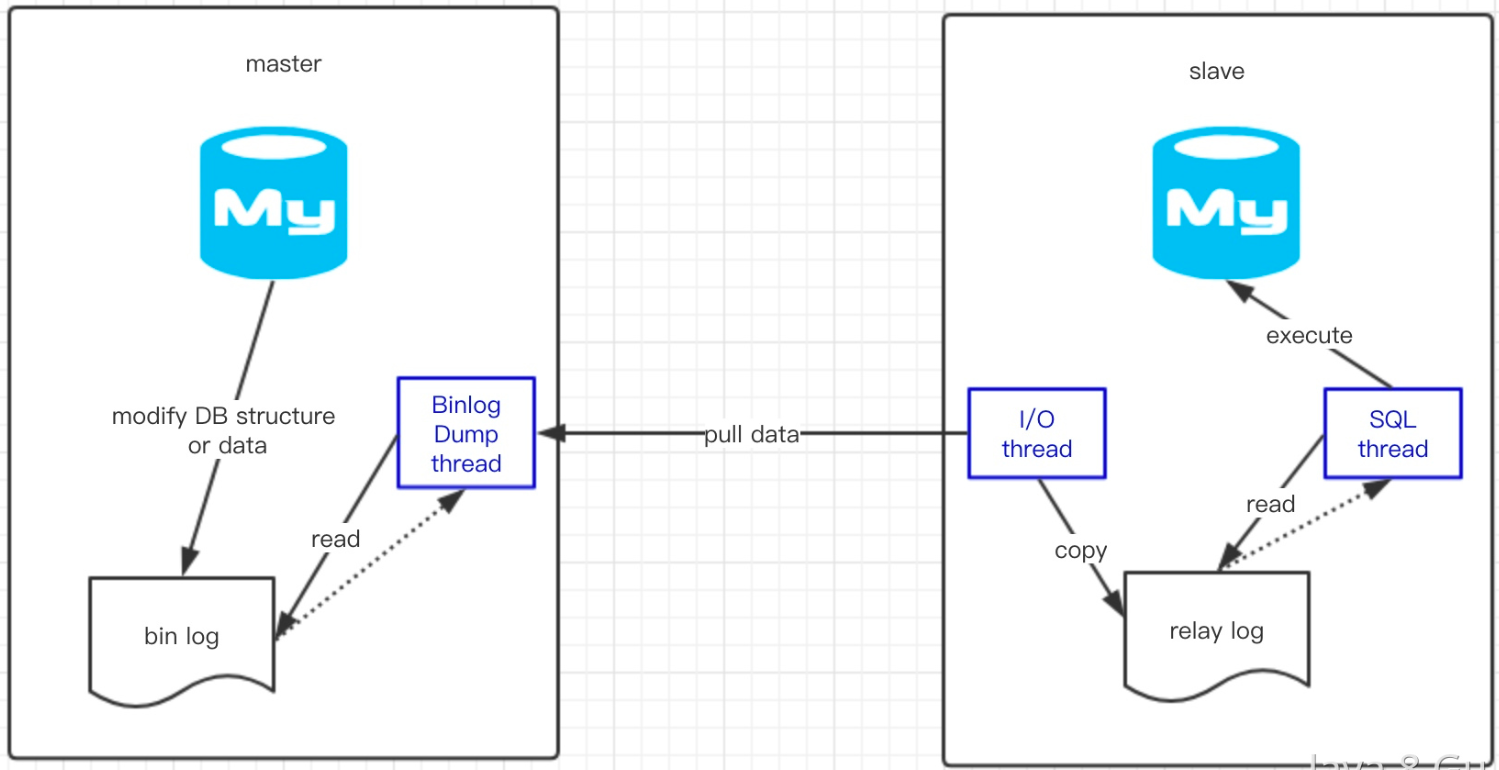 master
My
modify DB structure
or data
Binlog
Dump
thread
read
bin log
pull data
slave
My
execute
I/O
thread
SQL
thread
read
copy
relay log